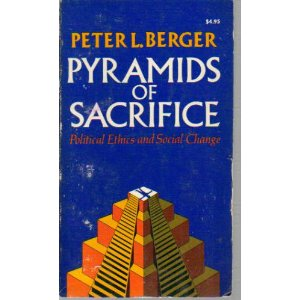 $4.95
PETER L. BERGER
PYRAMIDS
OF
SACRIFICE
Political Ethics and Social Change